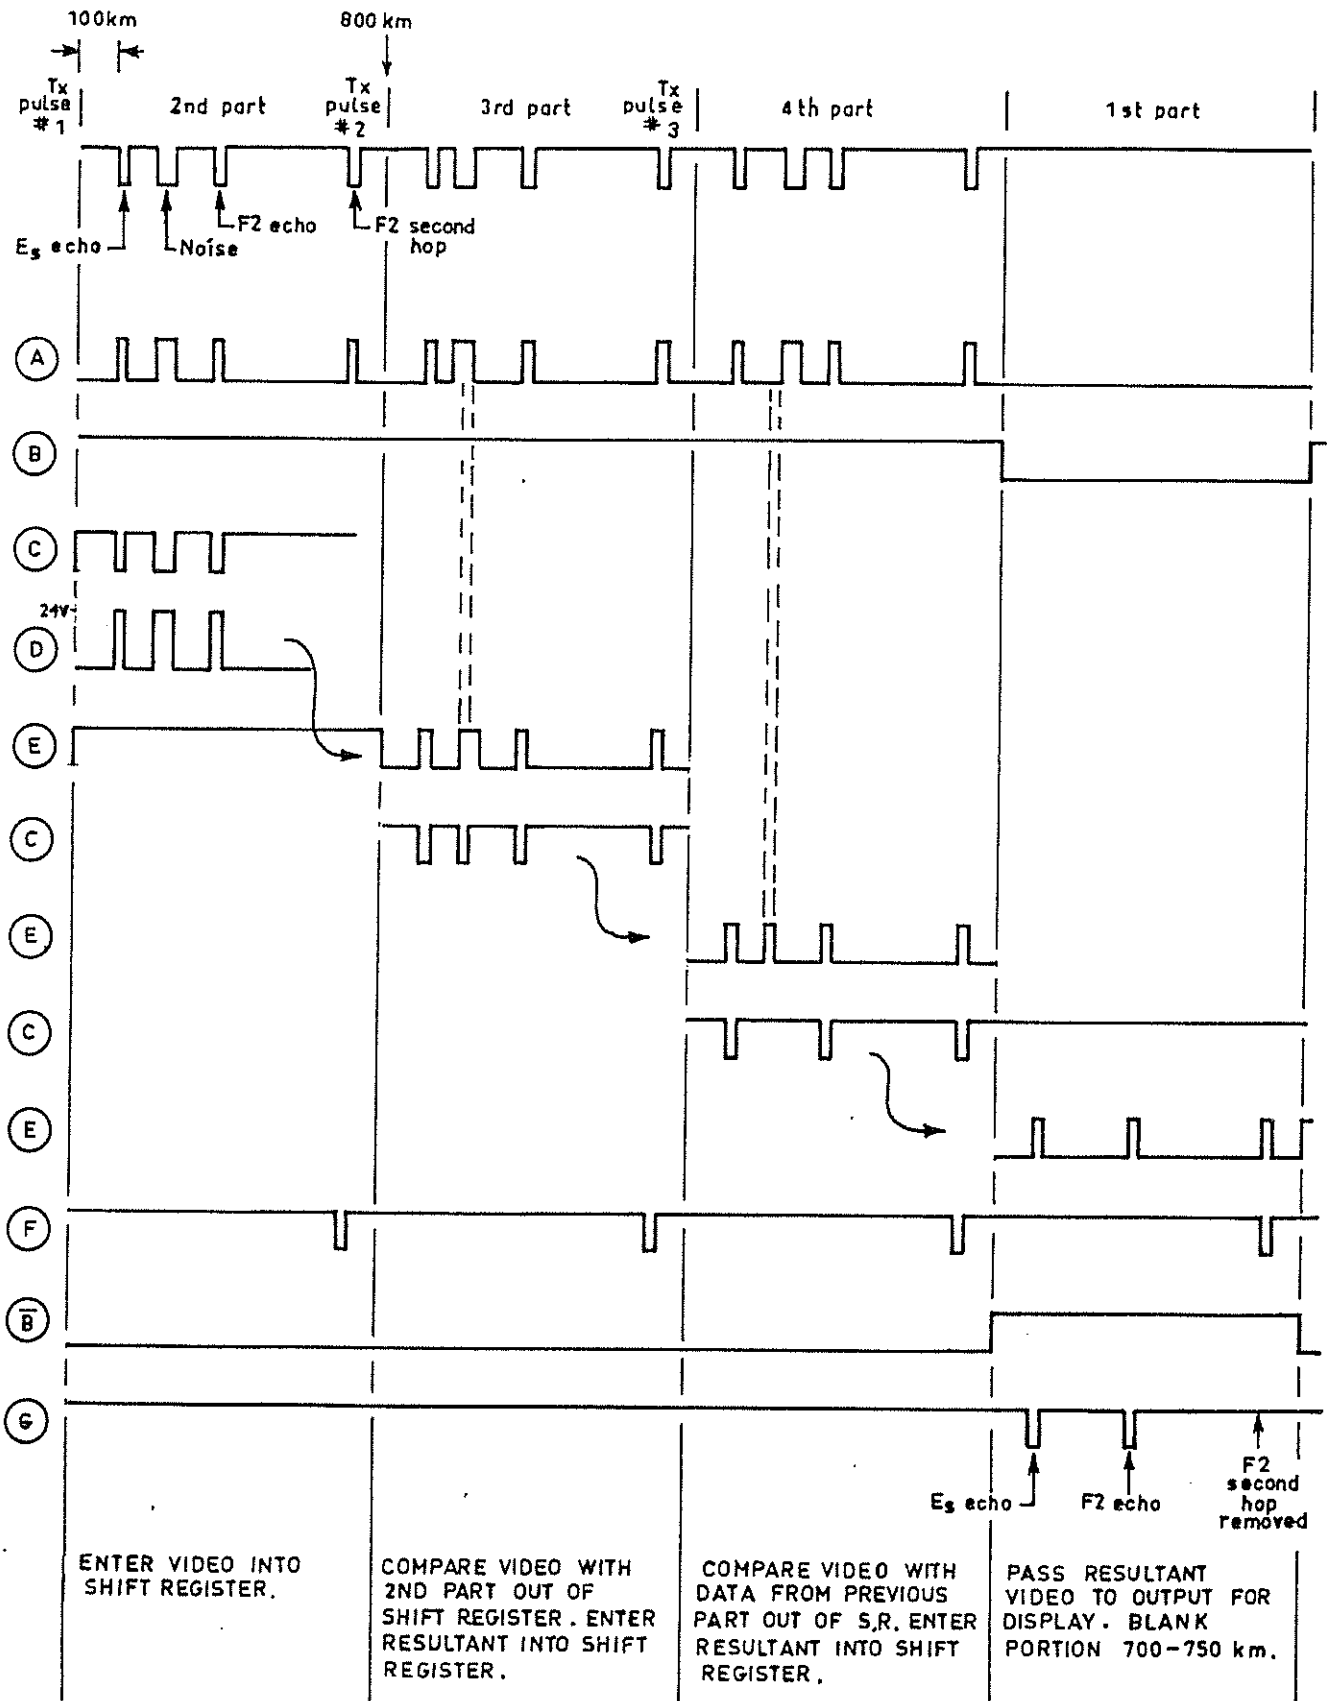 100km
800 km
Tx
pulse
#1
2nd part
Tx
pulse
#2
3rd part
Tx
pulse
#3
4th part
1st part
Es echo
Noise
F2 echo
F2 second
hop
A
B
C
24V
D
E
C
E
C
E
F
B̅
G
Es echo
F2 echo
F2
second
hop
removed
ENTER VIDEO INTO
SHIFT REGISTER.
COMPARE VIDEO WITH
2ND PART OUT OF
SHIFT REGISTER. ENTER
RESULTANT INTO SHIFT
REGISTER.
COMPARE VIDEO WITH
DATA FROM PREVIOUS
PART OUT OF S.R. ENTER
RESULTANT INTO SHIFT
REGISTER.
PASS RESULTANT
VIDEO TO OUTPUT FOR
DISPLAY. BLANK
PORTION 700-750 km.